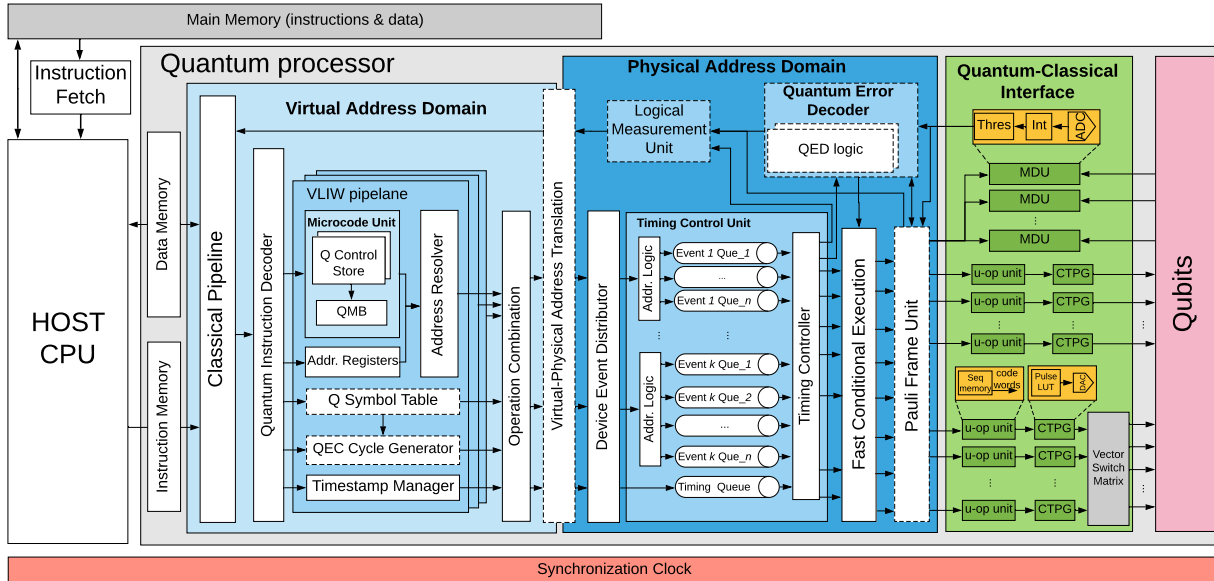 Main Memory (instructions & data)
Instruction
Fetch
HOST
CPU
Quantum processor
Data Memory
Instruction Memory
Virtual Address Domain
Classical Pipeline
Quantum Instruction Decoder
VLIW pipelane
Microcode Unit
Q Control
Store
QMB
Addr. Registers
Address Resolver
Q Symbol Table
QEC Cycle Generator
Timestamp Manager
Operation Combination
Virtual-Physical Address Translation
Physical Address Domain
Logical
Measurement
Unit
Quantum Error
Decoder
QED logic
Device Event Distributor
Timing Control Unit
Addr. Logic
Event 1 Que_1
...
Event 1 Que_n
...
...
Addr. Logic
Event k Que_1
Event k Que_2
...
Event k Que_n
Timing Queue
Timing Controller
Fast Conditional Execution
Pauli Frame Unit
Quantum-Classical
Interface
Thres
Int
ADC
MDU
MDU
...
MDU
u-op unit
CTPG
u-op unit
CTPG
...
...
...
u-op unit
CTPG
Seq
memory
code
words
Pulse
LUT
DAC
u-op unit
CTPG
u-op unit
CTPG
...
...
...
u-op unit
CTPG
Vector
Switch
Matrix
Qubits
Synchronization Clock